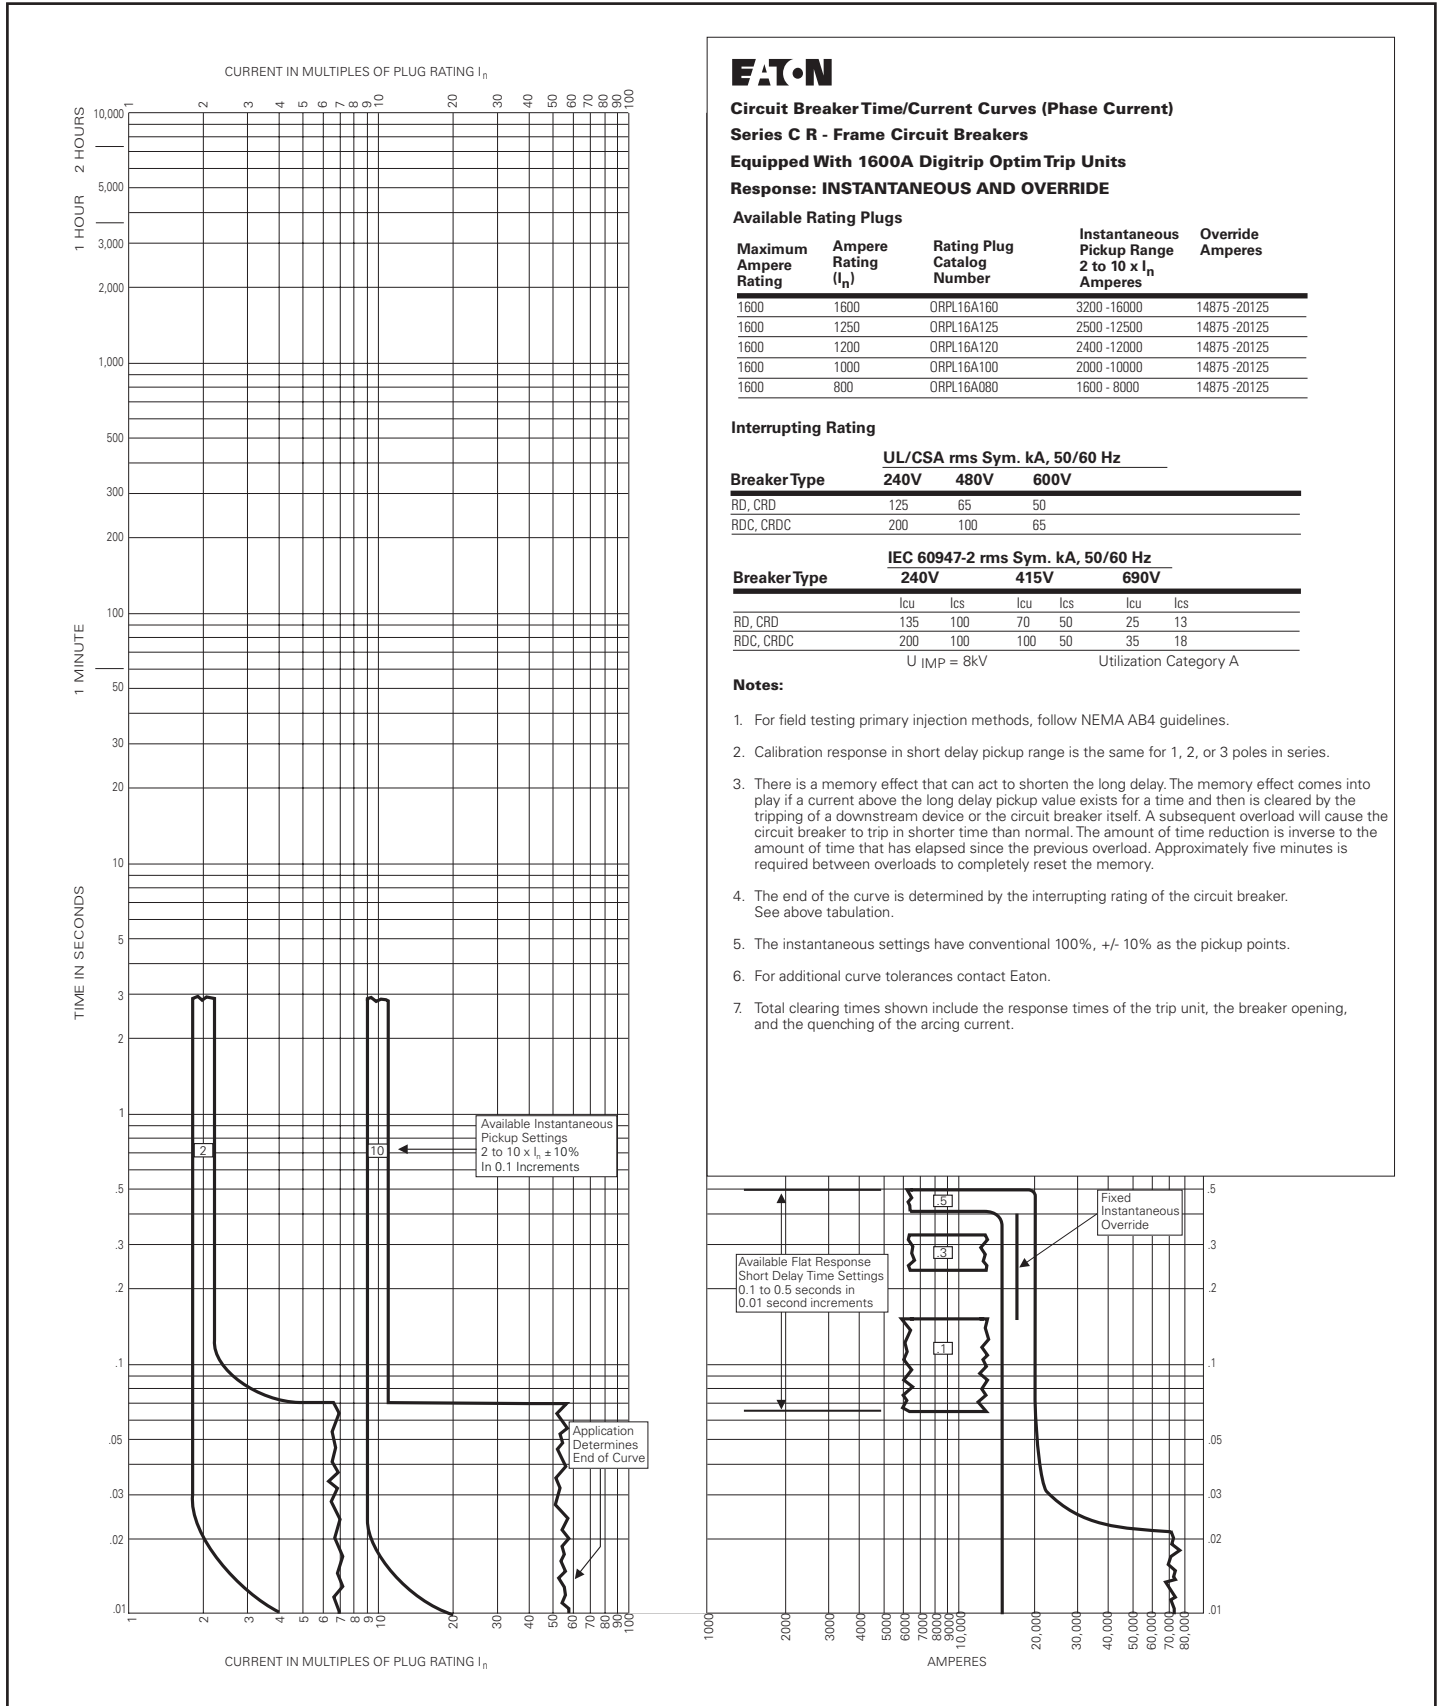 CURRENT IN MULTIPLES OF PLUG RATING In
1 2 3 4 5 6 7 8 9 10 20 30 40 50 60 70 80 90 100
2 HOURS
1 HOUR
1 MINUTE
TIME IN SECONDS
10,000
5,000
3,000
2,000
1,000
500
300
200
100
50
30
20
10
5
3
2
1
.5
.3
.2
.1
.05
.03
.02
.01
2
10
Available Instantaneous
Pickup Settings
2 to 10 x In ± 10%
In 0.1 Increments
Application
Determines
End of Curve
1 2 3 4 5 6 7 8 9 10 20 30 40 50 60 70 80 90 100
CURRENT IN MULTIPLES OF PLUG RATING In
EATON
Circuit Breaker Time/Current Curves (Phase Current)
Series C R - Frame Circuit Breakers
Equipped With 1600A Digitrip Optim Trip Units
Response: INSTANTANEOUS AND OVERRIDE
Available Rating Plugs
Maximum Ampere Rating Ampere Rating (In) Rating Plug Catalog Number Instantaneous Pickup Range 2 to 10 x In Amperes Override Amperes
1600 1600 ORPL16A160 3200 -16000 14875 -20125
1600 1250 ORPL16A125 2500 -12500 14875 -20125
1600 1200 ORPL16A120 2400 -12000 14875 -20125
1600 1000 ORPL16A100 2000 -10000 14875 -20125
1600 800 ORPL16A080 1600 - 8000 14875 -20125
Interrupting Rating
UL/CSA rms Sym. kA, 50/60 Hz
Breaker Type 240V 480V 600V
RD, CRD 125 65 50
RDC, CRDC 200 100 65
IEC 60947-2 rms Sym. kA, 50/60 Hz
Breaker Type 240V 415V 690V
Icu Ics Icu Ics Icu Ics
RD, CRD 135 100 70 50 25 13
RDC, CRDC 200 100 100 50 35 18
U IMP = 8kV Utilization Category A
Notes:
1. For field testing primary injection methods, follow NEMA AB4 guidelines.
2. Calibration response in short delay pickup range is the same for 1, 2, or 3 poles in series.
3. There is a memory effect that can act to shorten the long delay. The memory effect comes into
play if a current above the long delay pickup value exists for a time and then is cleared by the
tripping of a downstream device or the circuit breaker itself. A subsequent overload will cause the
circuit breaker to trip in shorter time than normal. The amount of time reduction is inverse to the
amount of time that has elapsed since the previous overload. Approximately five minutes is
required between overloads to completely reset the memory.
4. The end of the curve is determined by the interrupting rating of the circuit breaker.
See above tabulation.
5. The instantaneous settings have conventional 100%, +/- 10% as the pickup points.
6. For additional curve tolerances contact Eaton.
7. Total clearing times shown include the response times of the trip unit, the breaker opening,
and the quenching of the arcing current.
.5
.3
.1
Fixed
Instantaneous
Override
Available Flat Response
Short Delay Time Settings
0.1 to 0.5 seconds in
0.01 second increments
.5
.3
.2
.1
.05
.03
.02
.01
1000 2000 3000 4000 5000 6000 7000 8000 9000 10,000 20,000 30,000 40,000 50,000 60,000 70,000 80,000
AMPERES